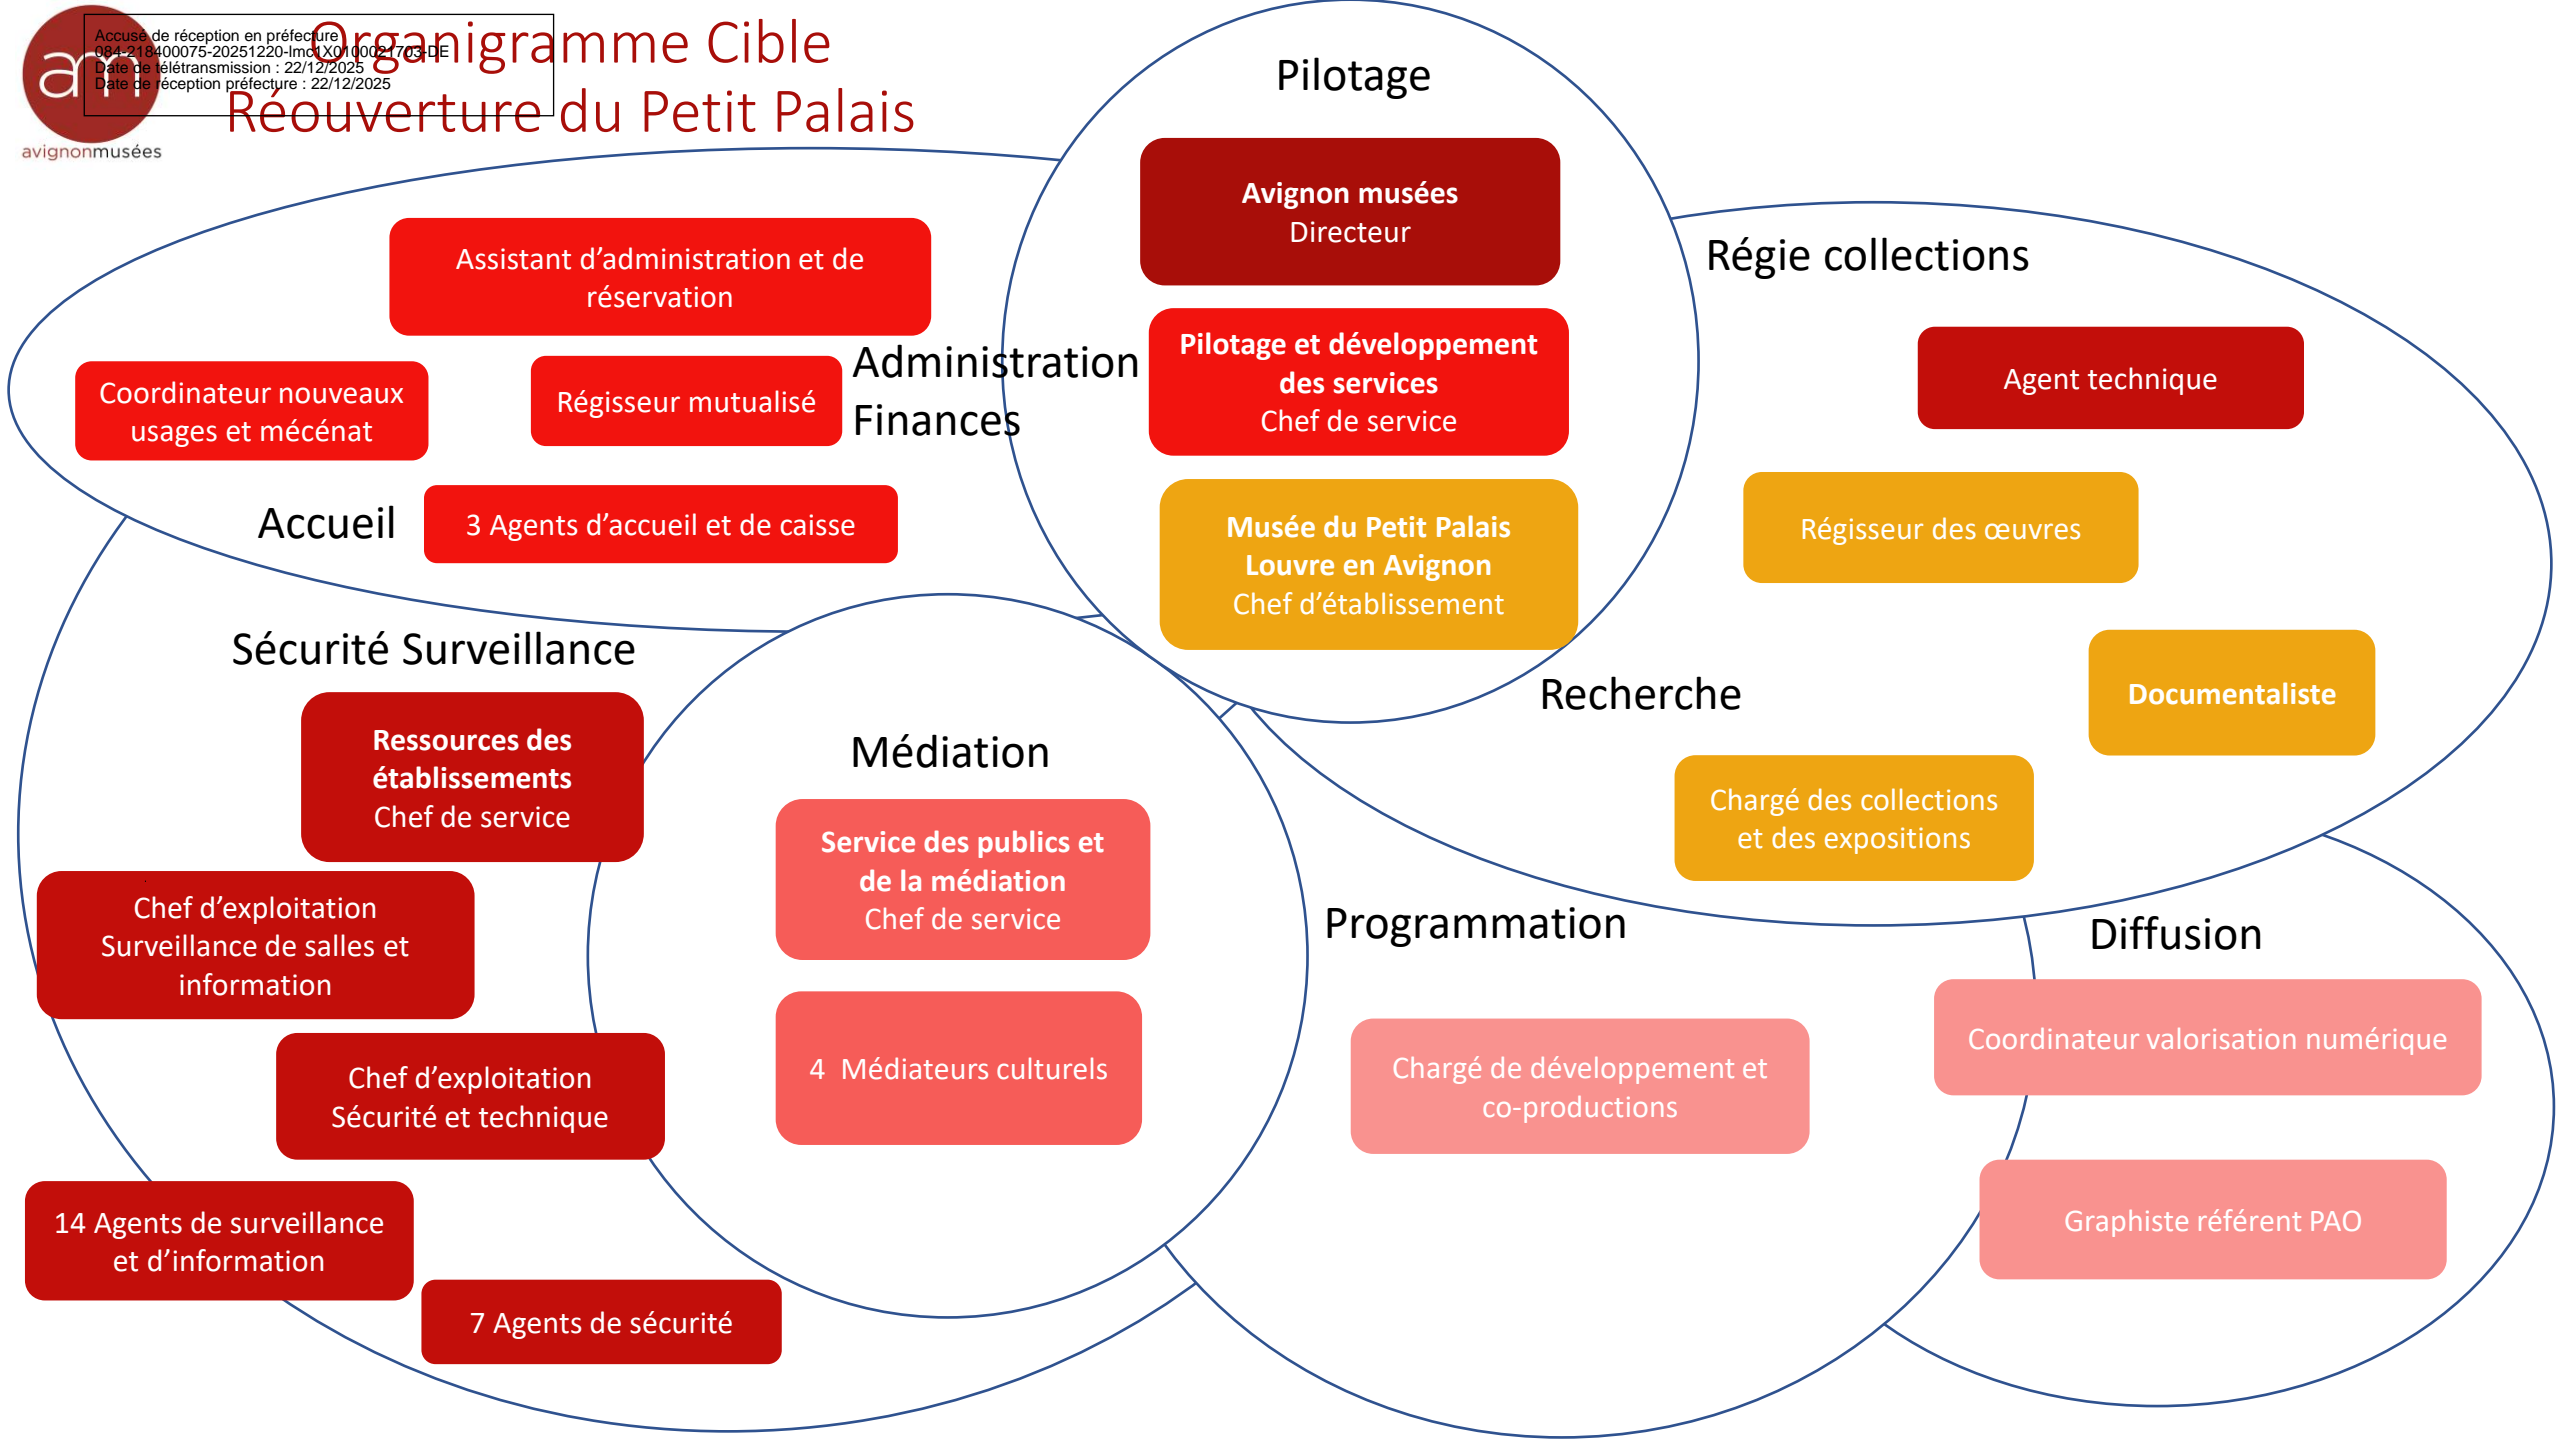 Accusé de réception en préfecture
084-218400075-20251220-lmc1X0100021703-DE
Date de télétransmission : 22/12/2025
Date de réception préfecture : 22/12/2025
am
avignonmusées
Organigramme Cible
Réouverture du Petit Palais
Pilotage
Avignon musées
Directeur
Pilotage et développement
des services
Chef de service
Musée du Petit Palais
Louvre en Avignon
Chef d’établissement
Assistant d’administration et de
réservation
Coordinateur nouveaux
usages et mécénat
Régisseur mutualisé
Administration
Finances
Accueil
3 Agents d’accueil et de caisse
Régie collections
Agent technique
Régisseur des œuvres
Recherche
Documentaliste
Chargé des collections
et des expositions
Sécurité Surveillance
Ressources des
établissements
Chef de service
Chef d’exploitation
Surveillance de salles et
information
Chef d’exploitation
Sécurité et technique
14 Agents de surveillance
et d’information
7 Agents de sécurité
Médiation
Service des publics et
de la médiation
Chef de service
4 Médiateurs culturels
Programmation
Chargé de développement et
co-productions
Diffusion
Coordinateur valorisation numérique
Graphiste référent PAO